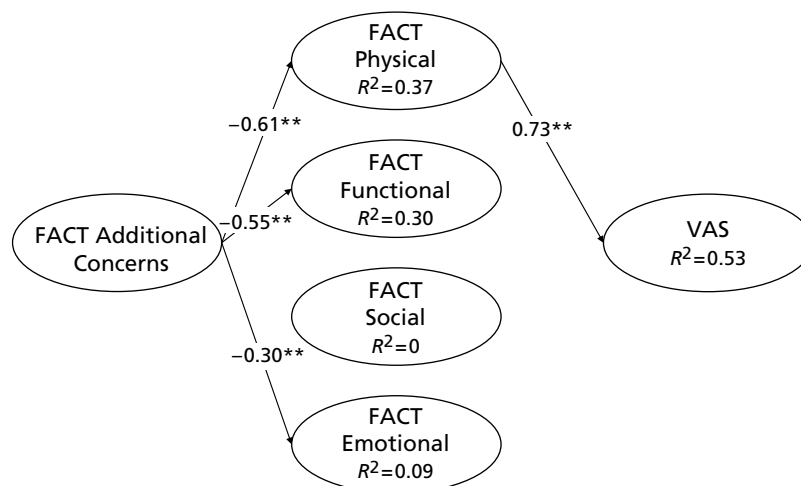 FACT
Physical
R²=0.37
−0.61**
0.73**
FACT
Functional
R²=0.30
−0.55**
FACT Additional
Concerns
VAS
R²=0.53
FACT
Social
R²=0
−0.30**
FACT
Emotional
R²=0.09